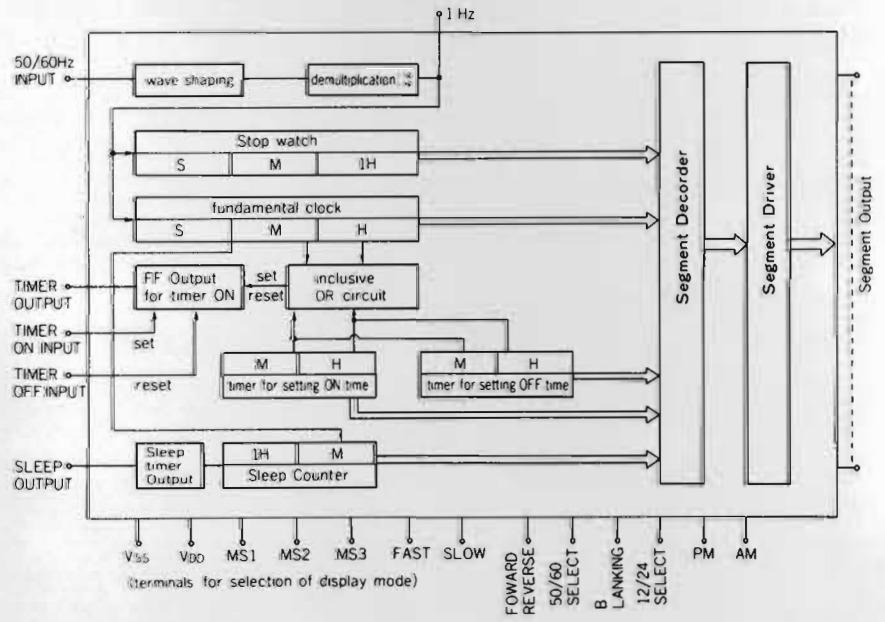 1 Hz
50/60Hz
INPUT
wave shaping
demultiplication
Stop watch
S M 1H
fundamental clock
S M H
TIMER
OUTPUT
FF Output
for timer ON
set
reset
inclusive
OR circuit
TIMER
ON INPUT
set
TIMER
OFF INPUT
reset
M H
timer for setting ON time
M H
timer for setting OFF time
SLEEP
OUTPUT
Sleep
timer
Output
1H M
Sleep Counter
Segment Decorder
Segment Driver
Segment Output
VSS
VDD
MS1
MS2
MS3
FAST
SLOW
FOWARD
REVERSE
50/60
SELECT
B
LANKING
12/24
SELECT
PM
AM
(terminals for selection of display mode)